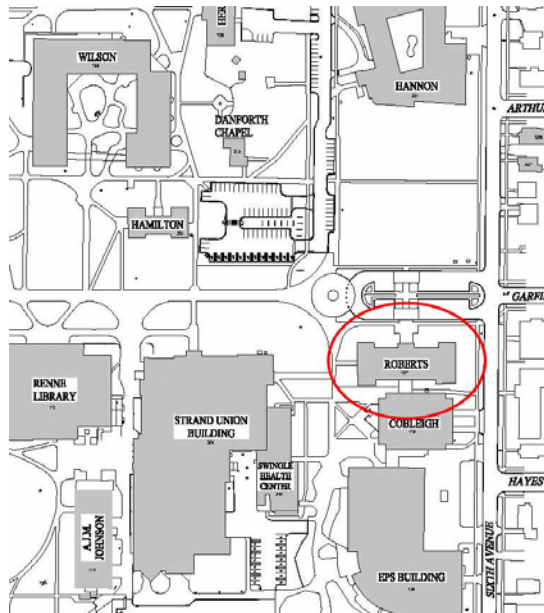 HER
WILSON
HANNON
DANFORTH
CHAPEL
ARTHUR
HAMILTON
GARFI
ROBERTS
RENNE
LIBRARY
STRAND UNION
BUILDING
COBLEIGH
SWINGLE
HEALTH
CENTER
HAYES
A.J.M.
JOHNSON
EPS BUILDING
SIXTH AVENUE